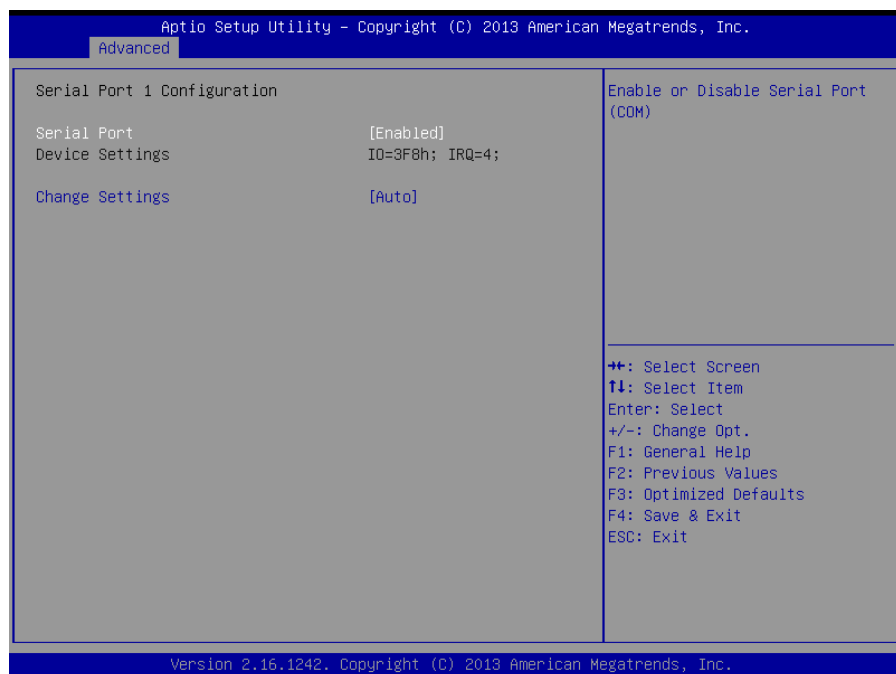 Aptio Setup Utility – Copyright (C) 2013 American Megatrends, Inc.
Advanced
Serial Port 1 Configuration
Serial Port [Enabled]
Device Settings IO=3F8h; IRQ=4;
Change Settings [Auto]
Enable or Disable Serial Port
(COM)
→←: Select Screen
↑↓: Select Item
Enter: Select
+/-: Change Opt.
F1: General Help
F2: Previous Values
F3: Optimized Defaults
F4: Save & Exit
ESC: Exit
Version 2.16.1242. Copyright (C) 2013 American Megatrends, Inc.